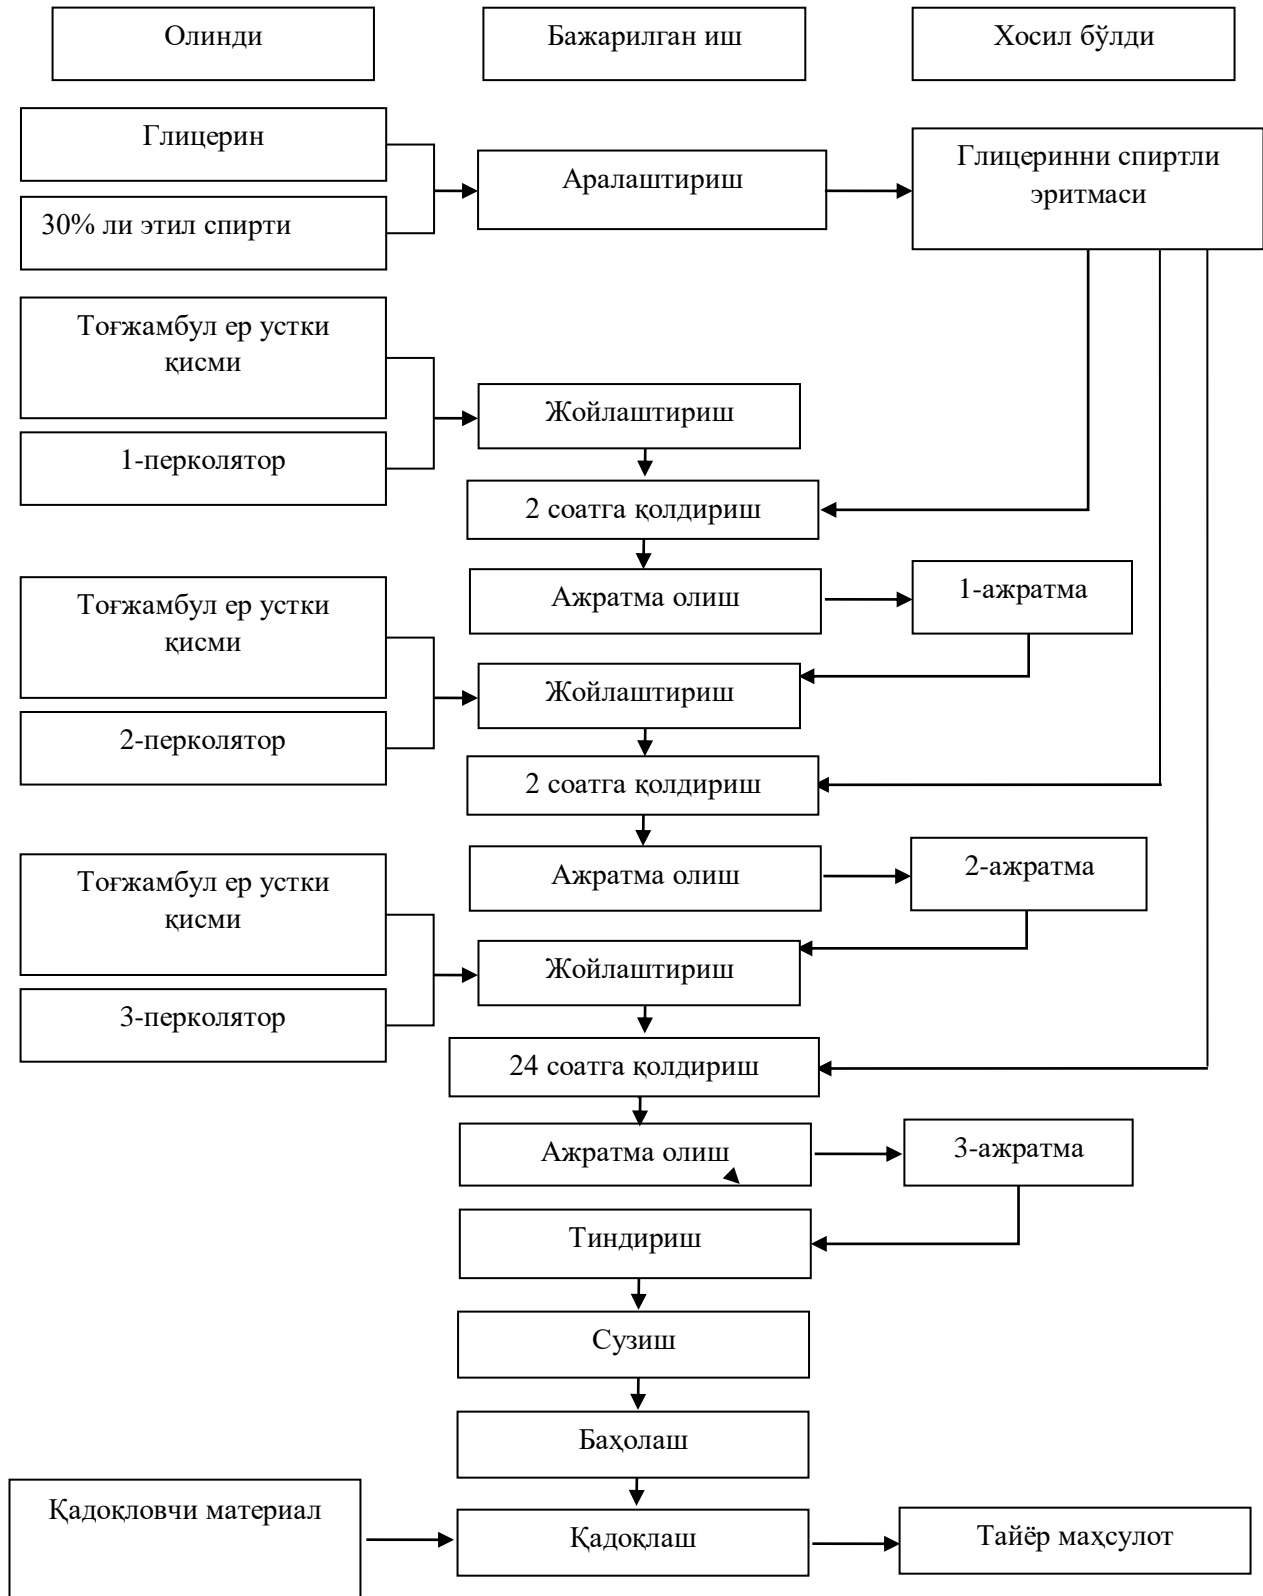 Олинди
Бажарилган иш
Хосил бўлди
Глицерин
30% ли этил спирти
Аралаштириш
Глицеринни спиртли
эритмаси
Тоғжамбул ер устки
қисми
1-перколятор
Жойлаштириш
2 соатга қолдириш
Ажратма олиш
1-ажратма
Тоғжамбул ер устки
қисми
2-перколятор
Жойлаштириш
2 соатга қолдириш
Ажратма олиш
2-ажратма
Тоғжамбул ер устки
қисми
3-перколятор
Жойлаштириш
24 соатга қолдириш
Ажратма олиш
3-ажратма
Тиндириш
Сузиш
Баҳолаш
Қадоқловчи материал
Қадоқлаш
Тайёр маҳсулот